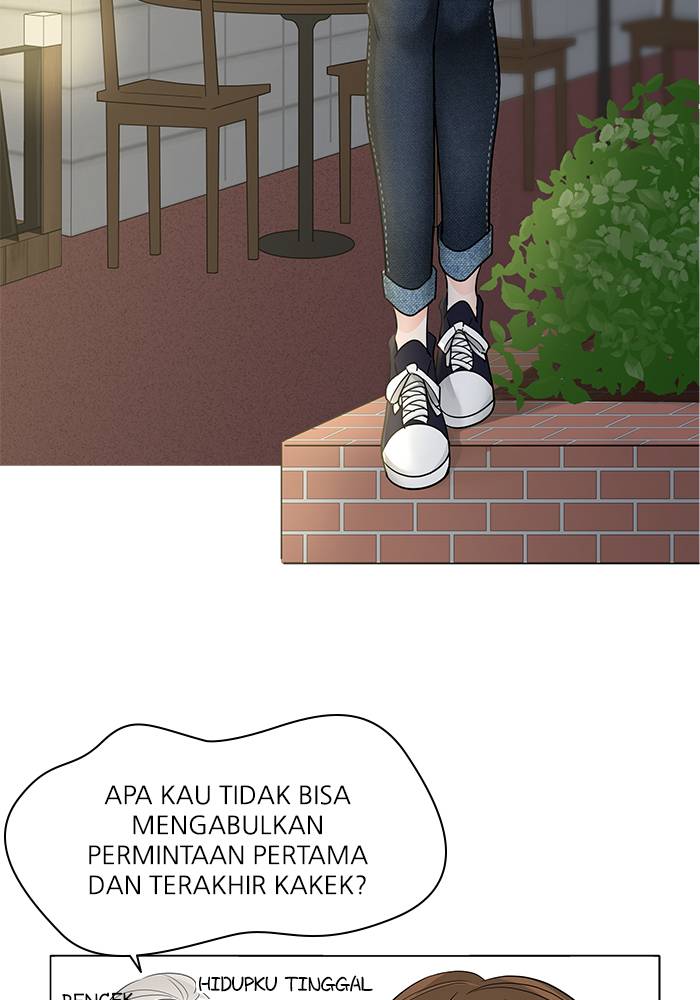 APA KAU TIDAK BISA
MENGABULKAN
PERMINTAAN PERTAMA
DAN TERAKHIR KAKEK?
HIDUPKU TINGGAL